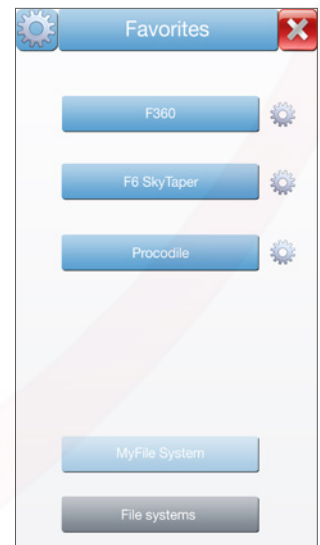 Favorites
F360
F6 SkyTaper
Procodile
MyFile System
File systems